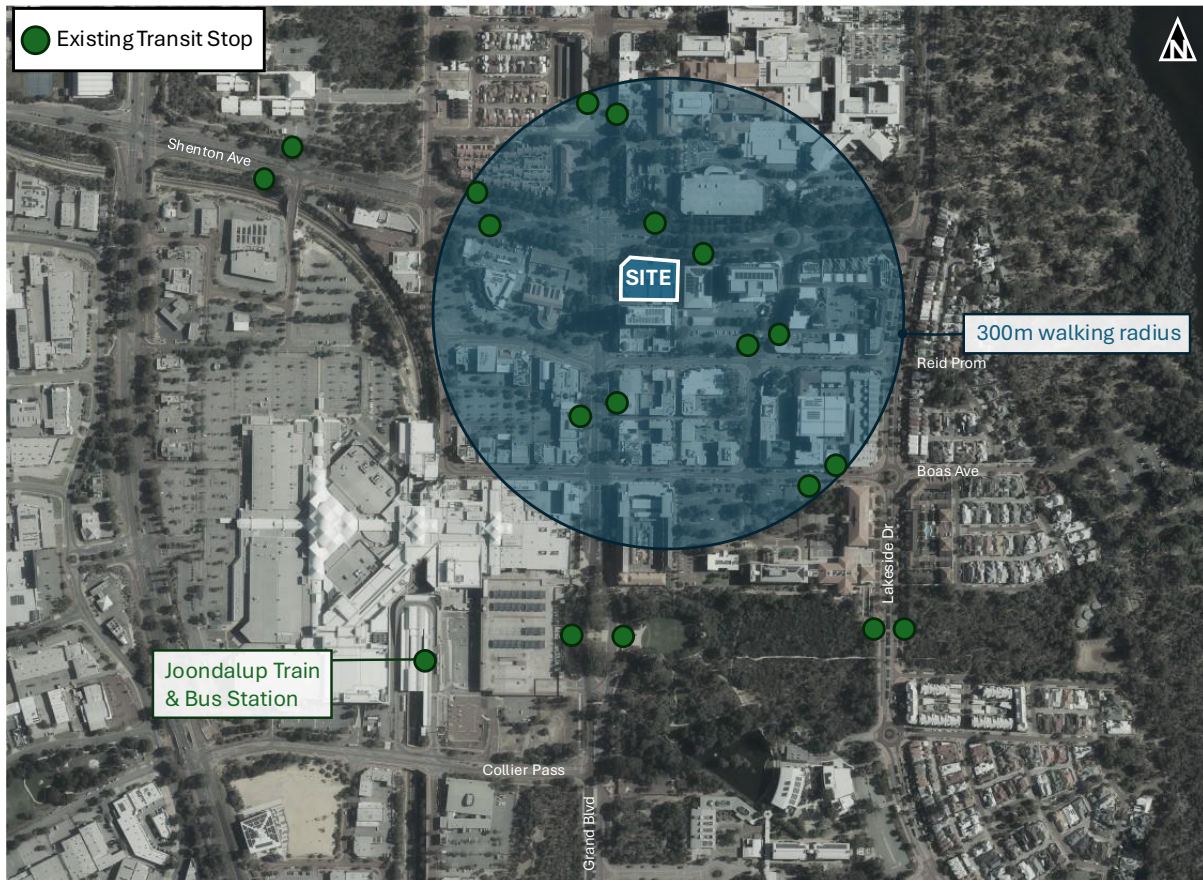 Existing Transit Stop
N
Shenton Ave
SITE
300m walking radius
Reid Prom
Boas Ave
Lakeside Dr
Joondalup Train
& Bus Station
Collier Pass
Grand Blvd